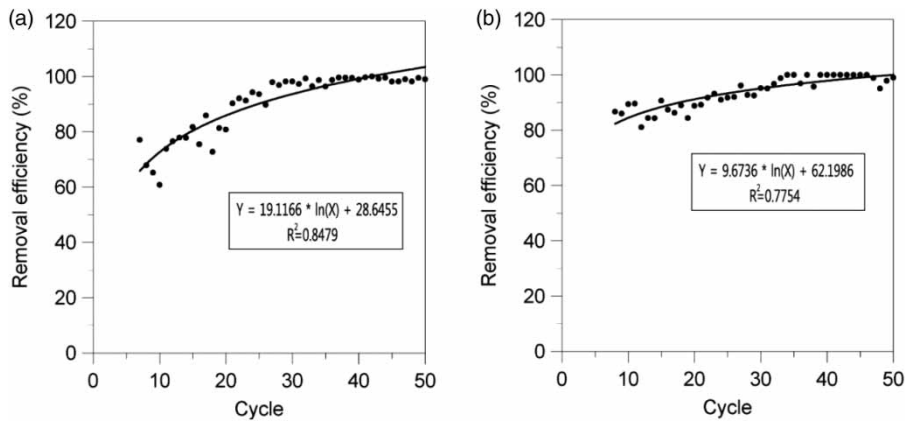 (a)
120
100
80
60
40
20
0
Removal efficiency (%)
Y = 19.1166 * ln(X) + 28.6455
R²=0.8479
0 10 20 30 40 50
Cycle
(b)
120
100
80
60
40
20
0
Removal efficiency (%)
Y = 9.6736 * ln(X) + 62.1986
R²=0.7754
0 10 20 30 40 50
Cycle